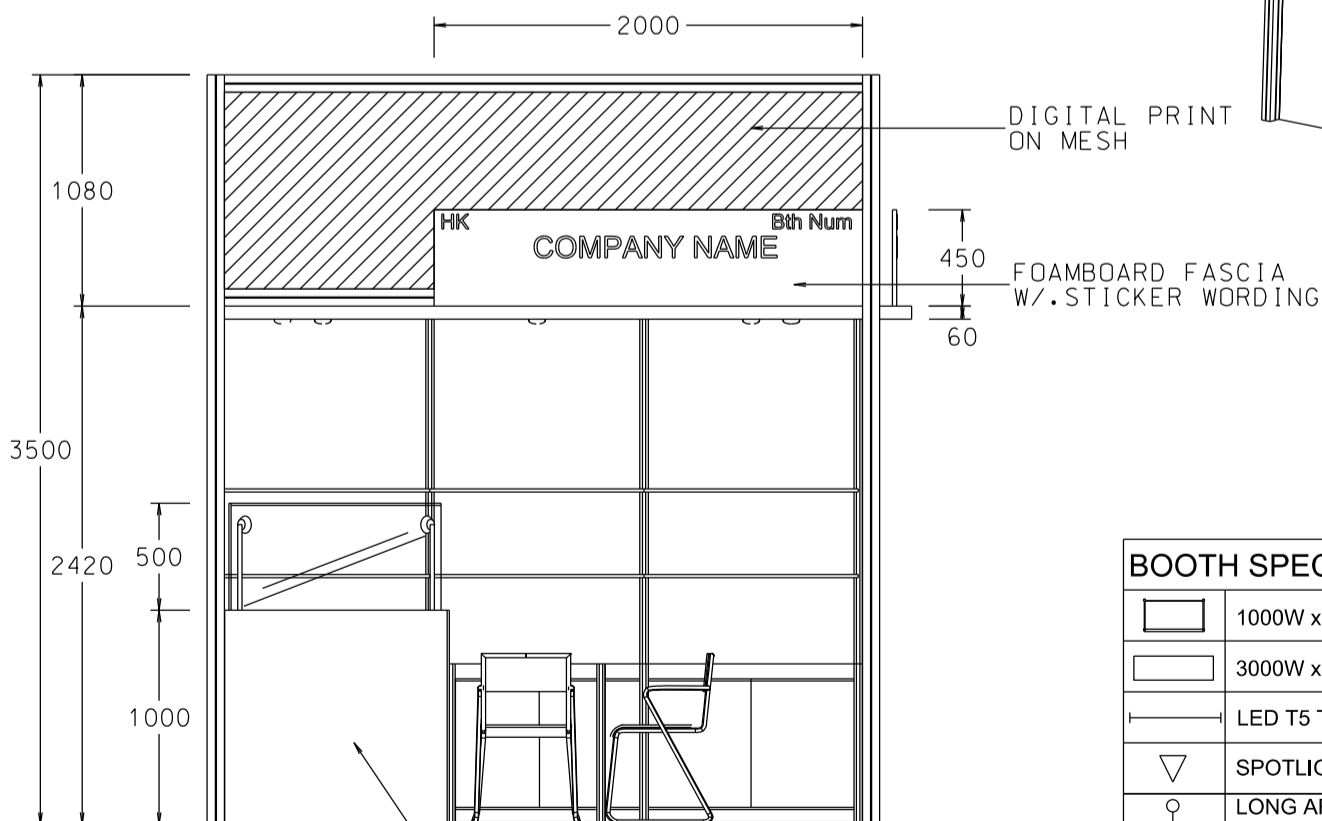 2000
DIGITAL PRINT
ON MESH
1080
HK
Bth Num
COMPANY NAME
450
FOAMBOARD FASCIA
W/.STICKER WORDING
60
3500
2420
500
1000
BOOTH SPEC
1000W x
3000W x
LED T5 T
SPOTLIG
LONG AR